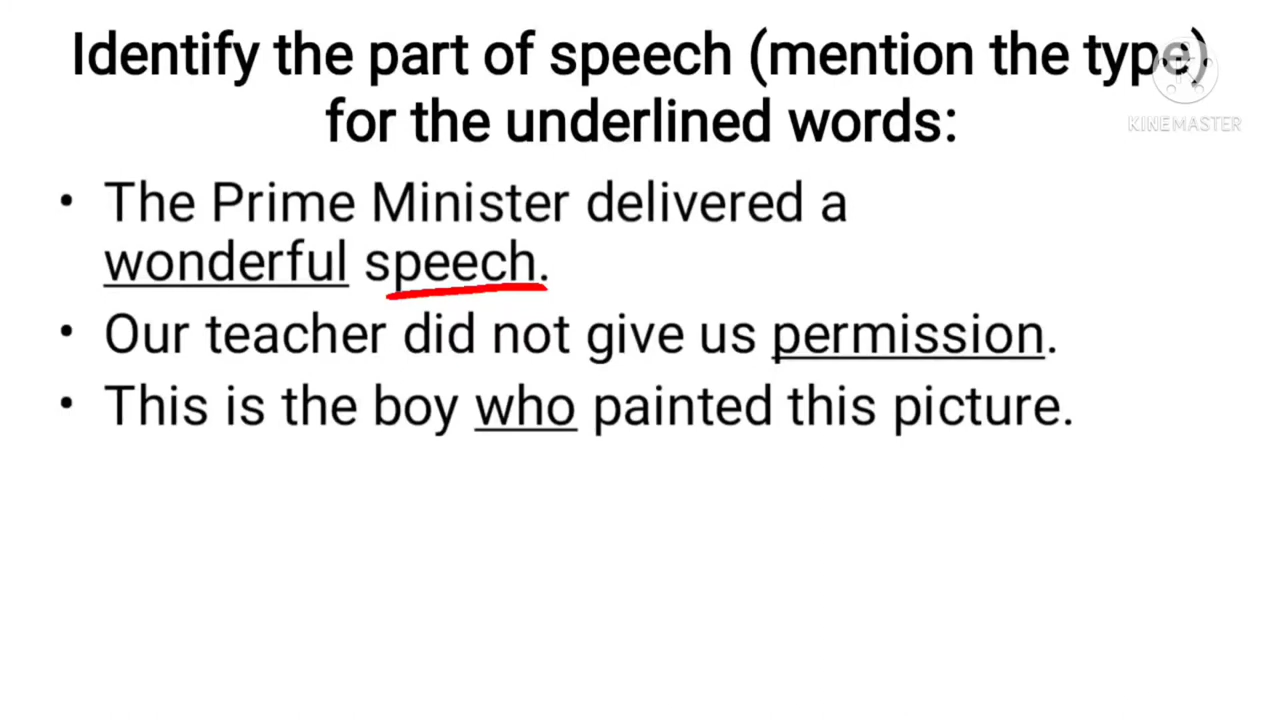 Identify the part of speech (mention the type)
for the underlined words:
• The Prime Minister delivered a
wonderful speech.
• Our teacher did not give us permission.
• This is the boy who painted this picture.
KINEMASTER